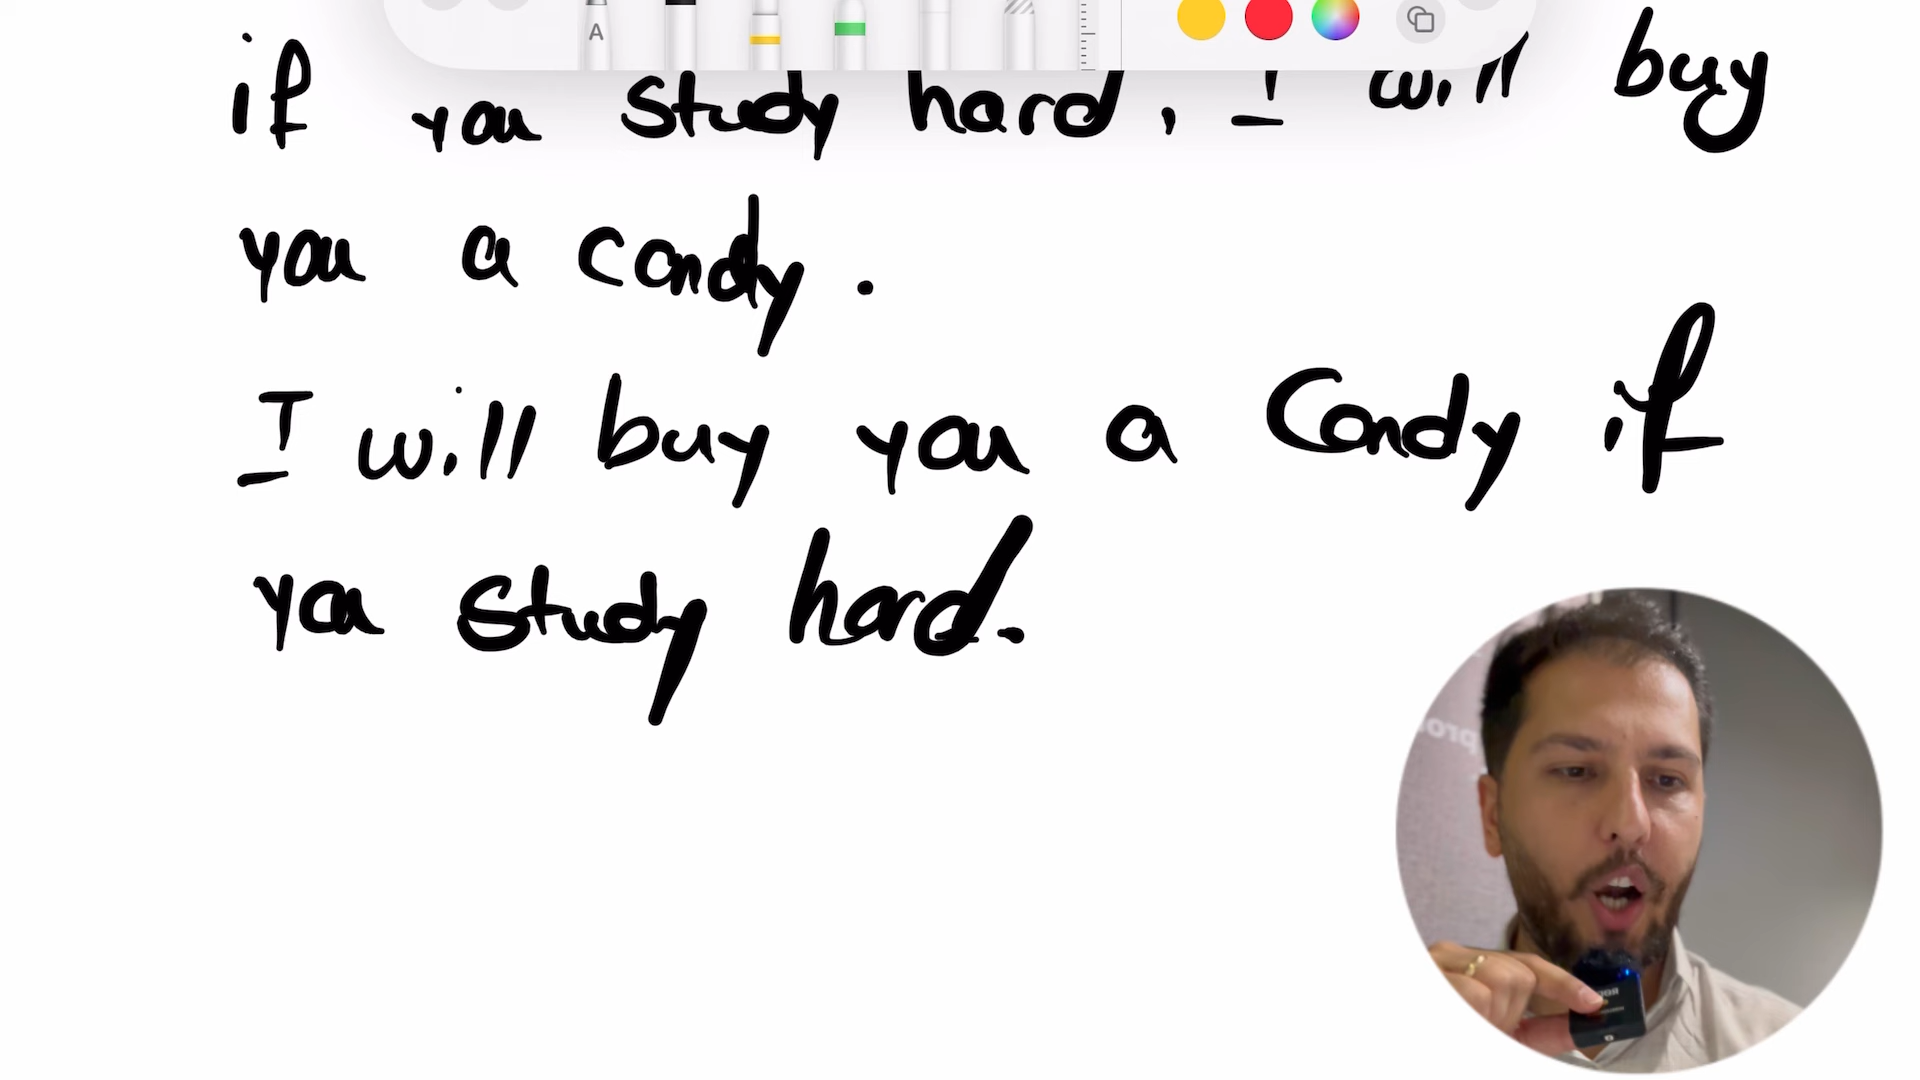 if you study hard, I will buy
you a candy.
I will buy you a Candy if
you study hard.
A